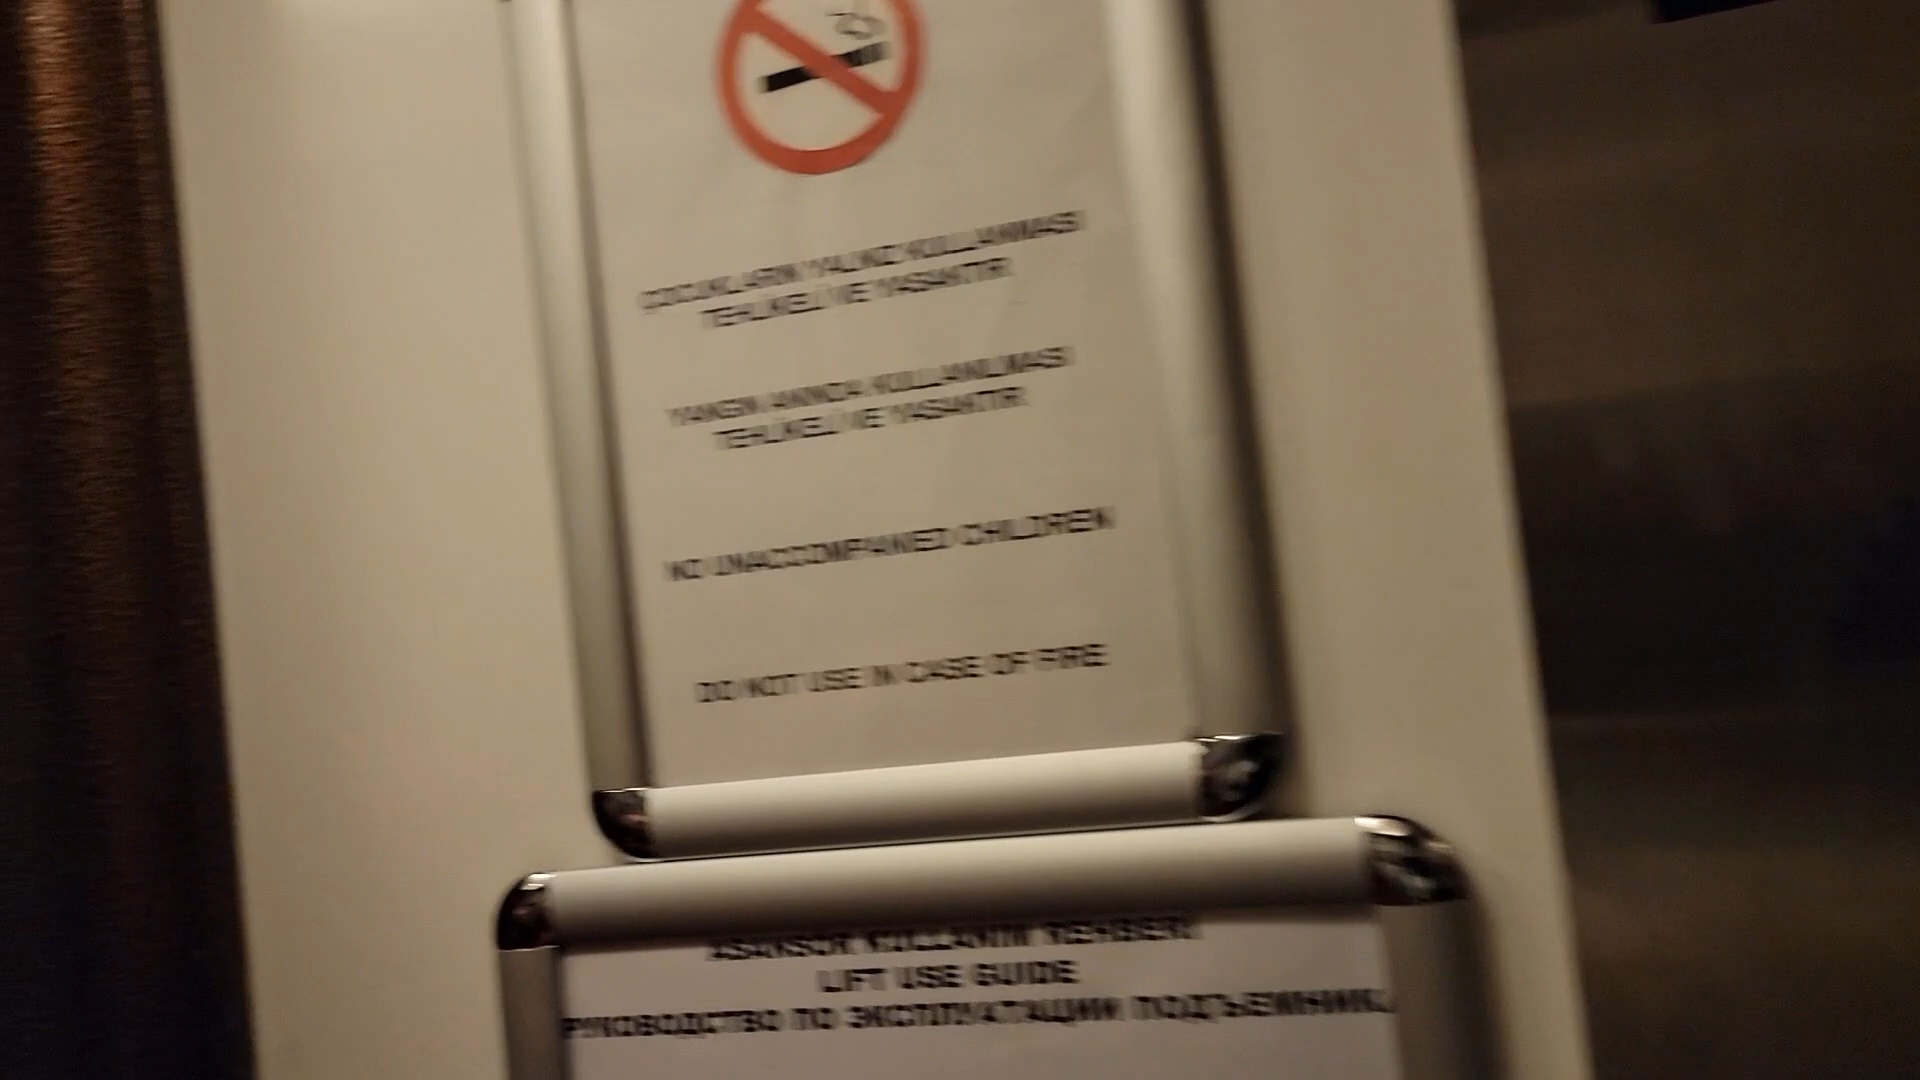 ÇOCUKLARIN YALNIZ KULLANMASI
TEHLİKELİ VE YASAKTIR
YANGIN ANINDA KULLANILMASI
TEHLİKELİ VE YASAKTIR
NO UNACCOMPANIED CHILDREN
DO NOT USE IN CASE OF FIRE
ASANSÖR KULLANIM REHBERİ
LIFT USE GUIDE
РУКОВОДСТВО ПО ЭКСПЛУАТАЦИИ ПОДЪЕМНИКА